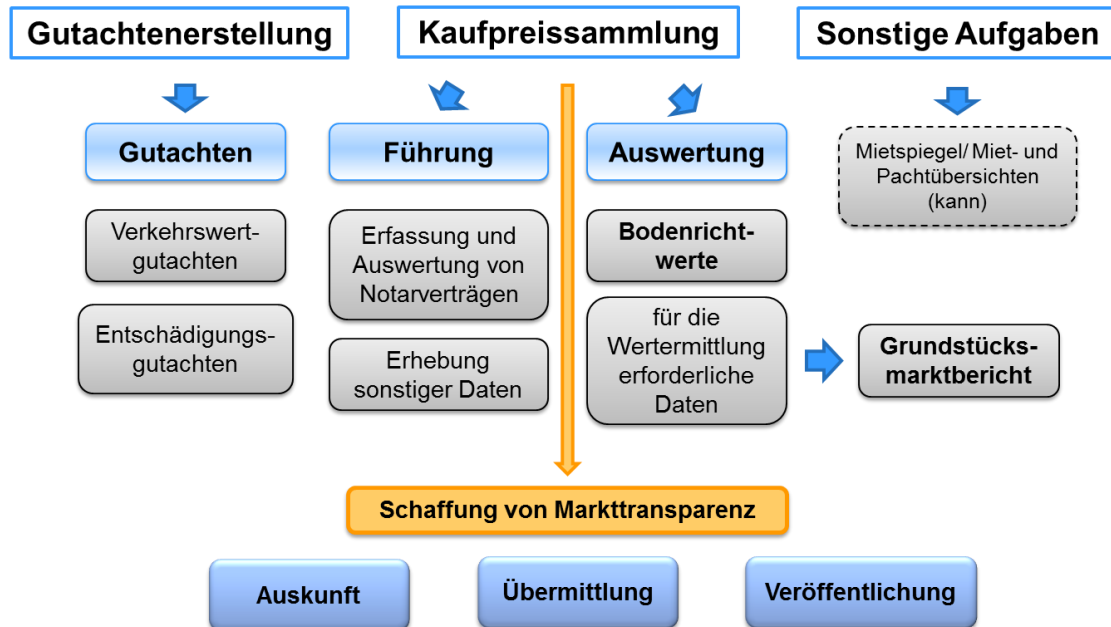 Gutachtenerstellung
Kaufpreissammlung
Sonstige Aufgaben
Gutachten
Führung
Auswertung
Mietspiegel/ Miet- und
Pachtübersichten
(kann)
Verkehrswert-
gutachten
Erfassung und
Auswertung von
Notarverträgen
Bodenricht-
werte
Entschädigungs-
gutachten
Erhebung
sonstiger Daten
für die
Wertermittlung
erforderliche
Daten
Grundstücks-
marktbericht
Schaffung von Markttransparenz
Auskunft
Übermittlung
Veröffentlichung